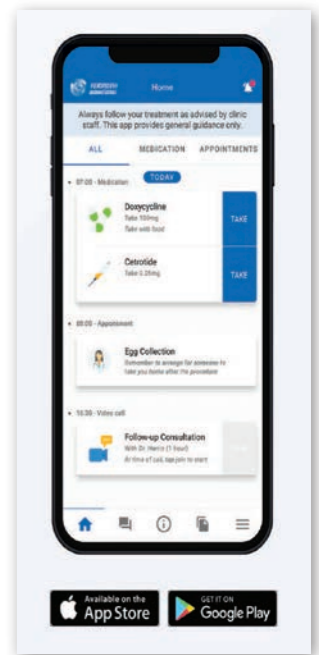 Home
Always follow your treatment as advised by clinic
staff. This app provides general guidance only.
ALL MEDICATION APPOINTMENTS
TODAY
07:00 - Medication
Doxycycline
Take 100mg
Take with food
TAKE
Cetrotide
Take 0.25mg
TAKE
- Appointment
Egg Collection
Remember to arrange for someone to
take you home after the procedure
- Video call
Follow-up Consultation
With Dr. Harris (1 hour)
At time of call, tap join to start
Available on the
App Store
GET IT ON
Google Play